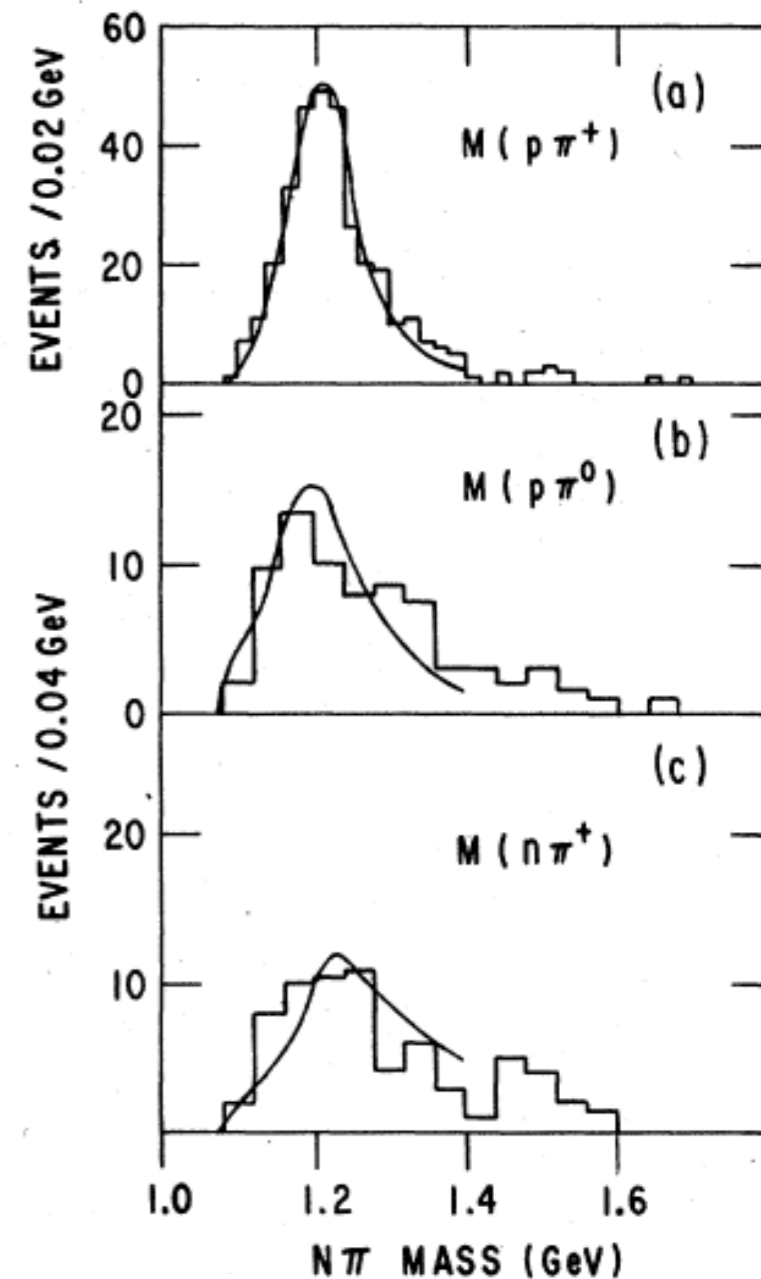 60
(a)
M(pπ⁺)
40
EVENTS /0.02 GeV
20
0
20
(b)
M(pπ⁰)
10
0
EVENTS /0.04 GeV
(c)
20
M(nπ⁺)
10
1.0 1.2 1.4 1.6
Nπ MASS (GeV)